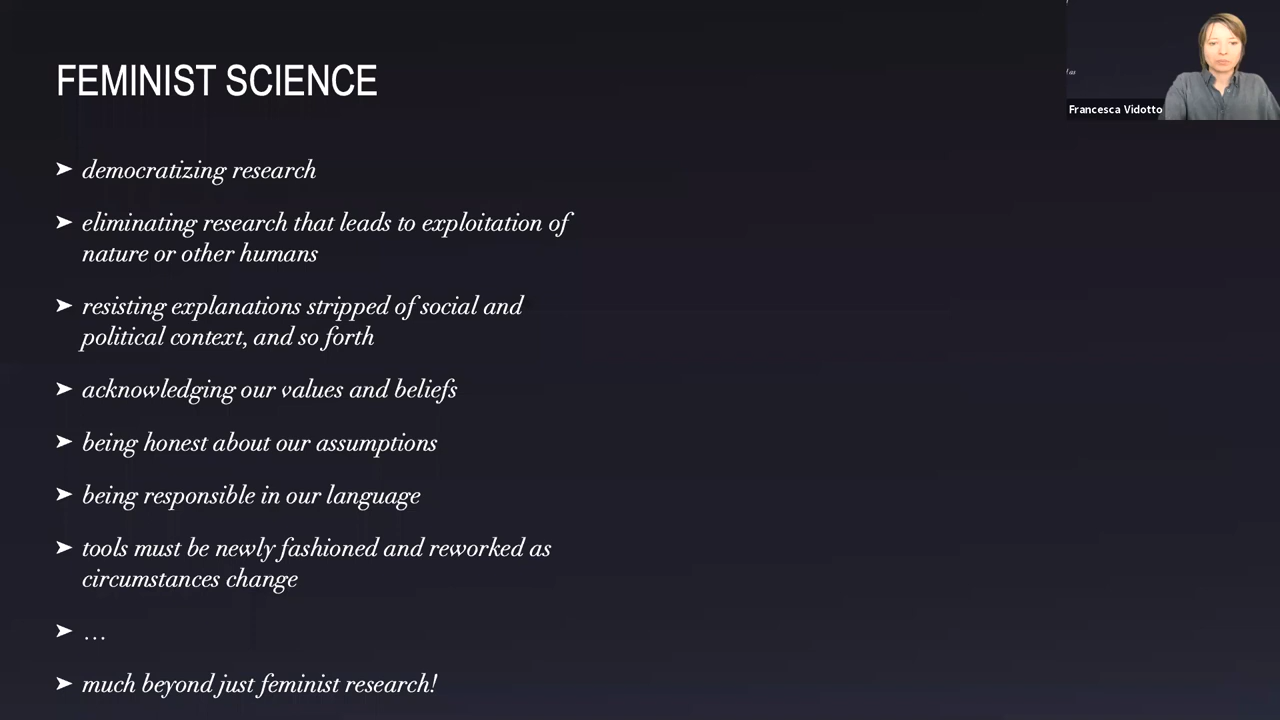 FEMINIST SCIENCE
➤ democratizing research
➤ eliminating research that leads to exploitation of
nature or other humans
➤ resisting explanations stripped of social and
political context, and so forth
➤ acknowledging our values and beliefs
➤ being honest about our assumptions
➤ being responsible in our language
➤ tools must be newly fashioned and reworked as
circumstances change
➤ …
➤ much beyond just feminist research!
as
Francesca Vidotto